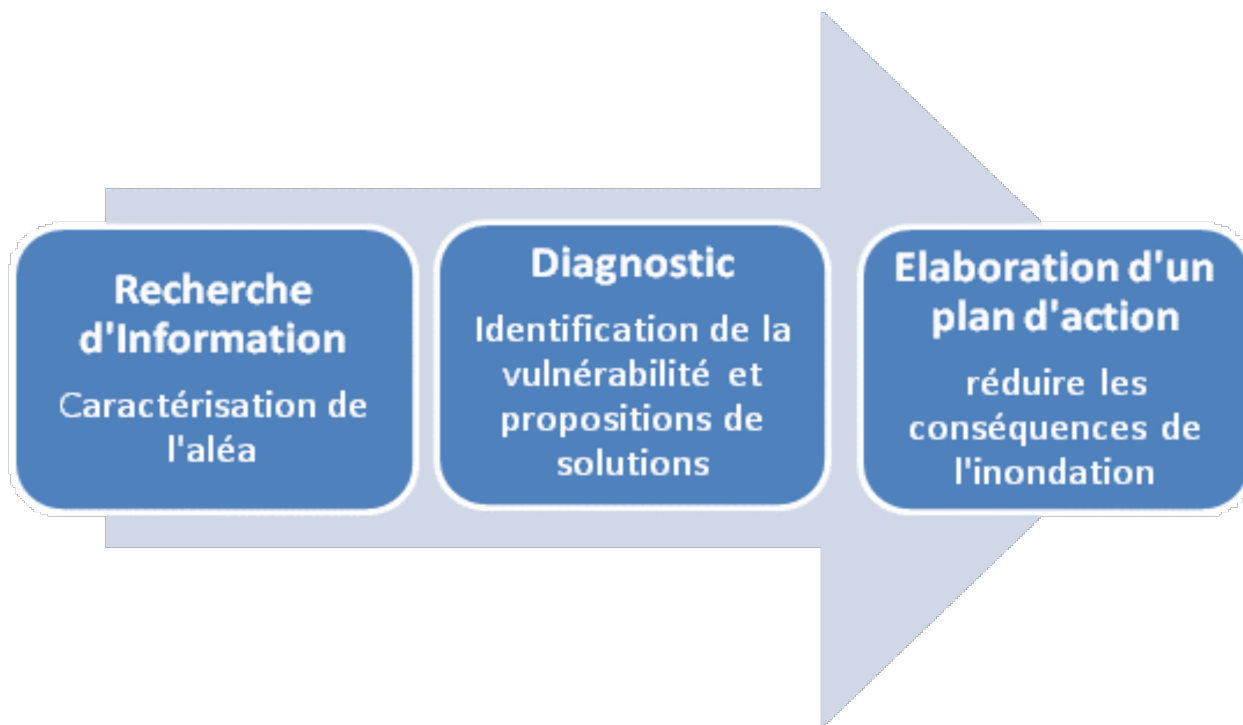 Recherche
d'Information
Caractérisation de
l'aléa
Diagnostic
Identification de la
vulnérabilité et
propositions de
solutions
Elaboration d'un
plan d'action
réduire les
conséquences de
l'inondation